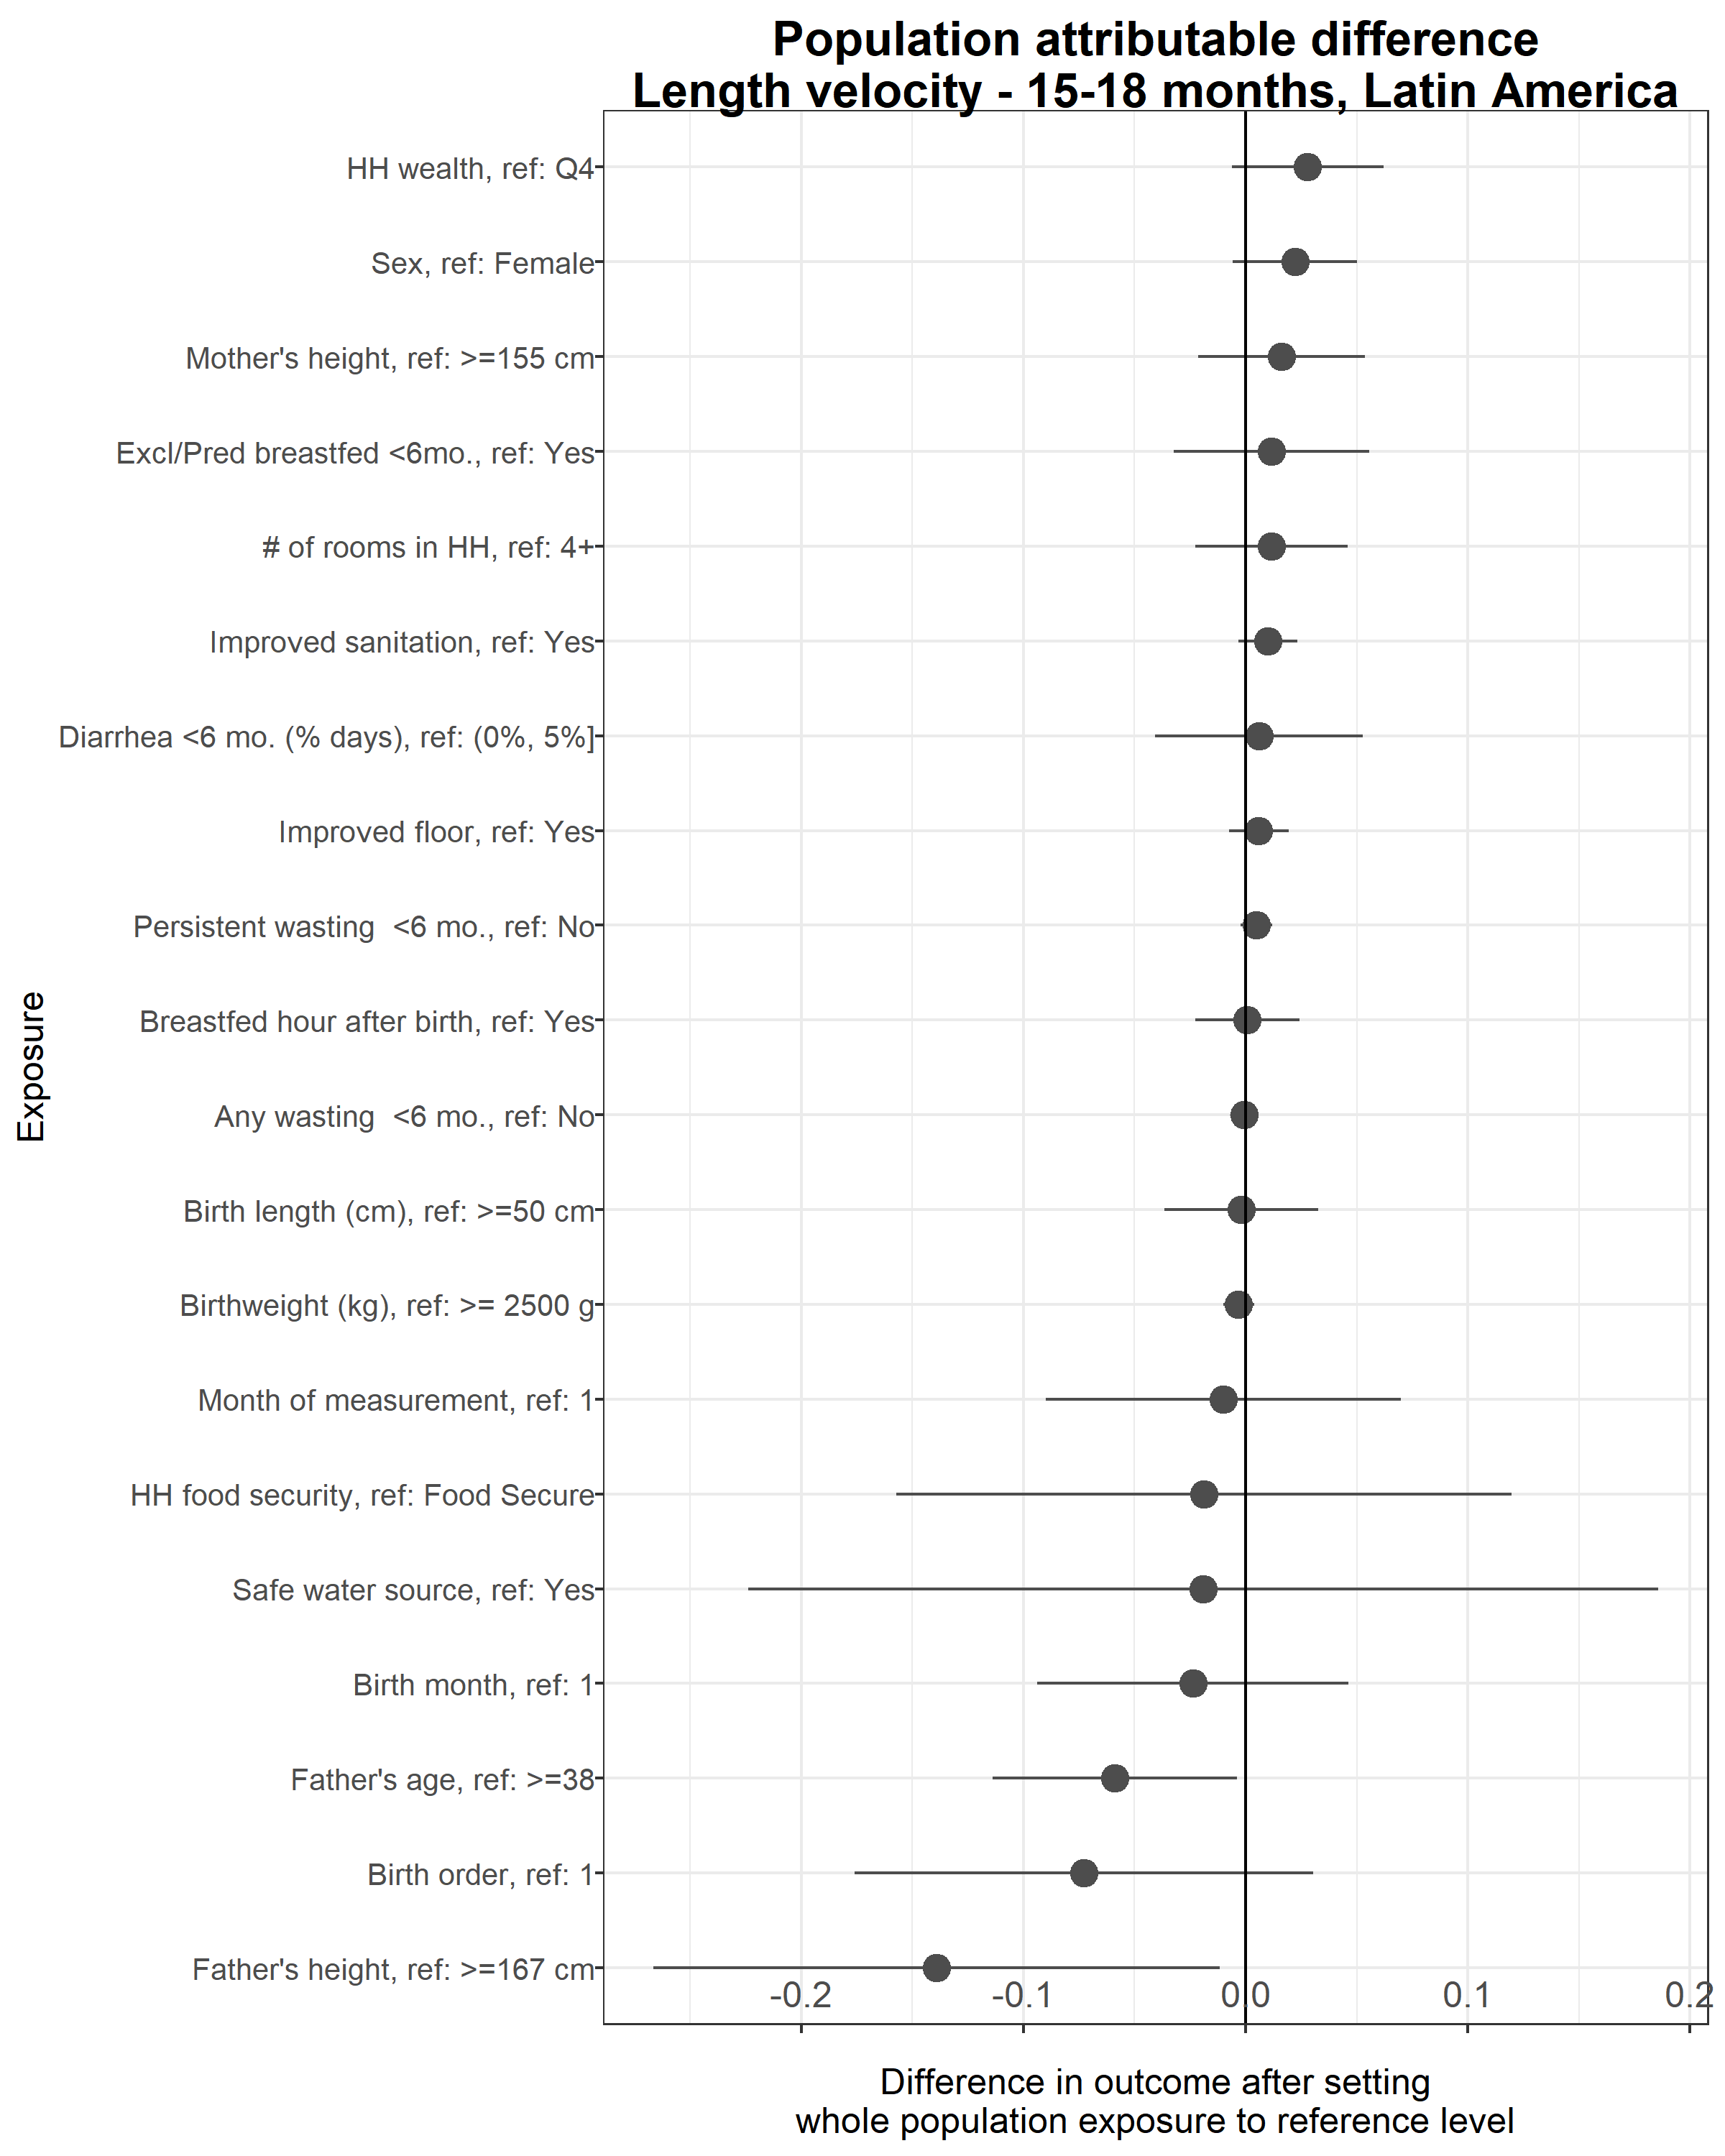 Population attributable difference
Length velocity - 15-18 months, Latin America
HH wealth, ref: Q4
Sex, ref: Female
Mother's height, ref: >=155 cm
Excl/Pred breastfed <6mo., ref: Yes
# of rooms in HH, ref: 4+
Improved sanitation, ref: Yes
Diarrhea <6 mo. (% days), ref: (0%, 5%]
Improved floor, ref: Yes
Persistent wasting  <6 mo., ref: No
Breastfed hour after birth, ref: Yes
Any wasting  <6 mo., ref: No
Birth length (cm), ref: >=50 cm
Birthweight (kg), ref: >= 2500 g
Month of measurement, ref: 1
HH food security, ref: Food Secure
Safe water source, ref: Yes
Birth month, ref: 1
Father's age, ref: >=38
Birth order, ref: 1
Father's height, ref: >=167 cm
Exposure
-0.2 -0.1 0.0 0.1 0.2
Difference in outcome after setting
whole population exposure to reference level